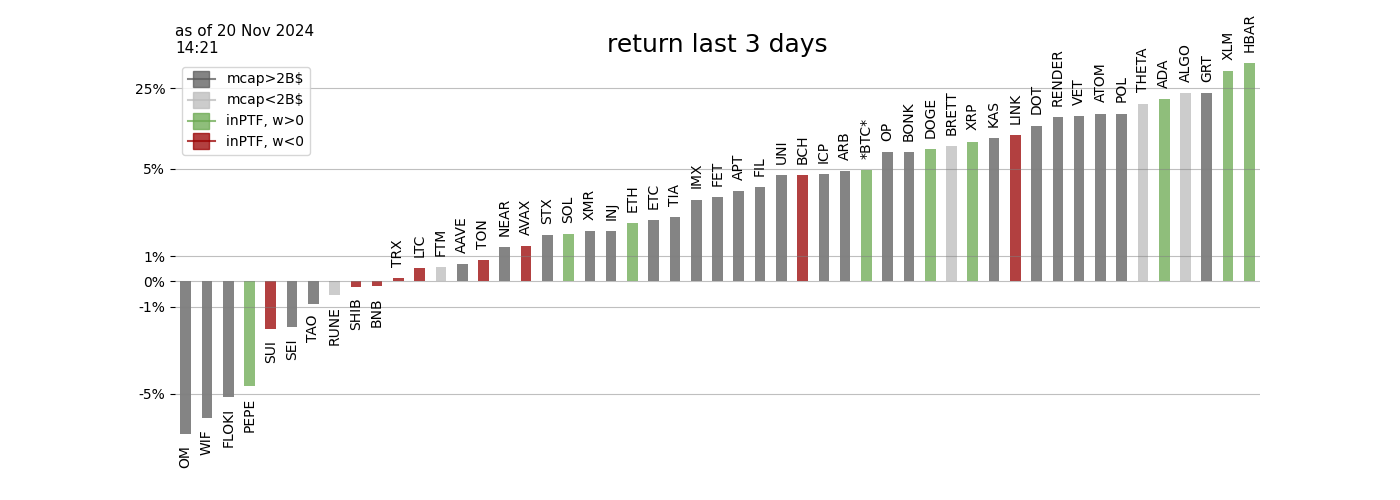 as of 20 Nov 2024
14:21
return last 3 days
mcap>2B$
mcap<2B$
inPTF, w>0
inPTF, w<0
25%
5%
1%
0%
-1%
-5%
OM
WIF
FLOKI
PEPE
SUI
SEI
TAO
RUNE
SHIB
BNB
TRX
LTC
FTM
AAVE
TON
NEAR
AVAX
STX
SOL
XMR
INJ
ETH
ETC
TIA
IMX
FET
APT
FIL
UNI
BCH
ICP
ARB
*BTC*
OP
BONK
DOGE
BRETT
XRP
KAS
LINK
DOT
RENDER
VET
ATOM
POL
THETA
ADA
ALGO
GRT
XLM
HBAR